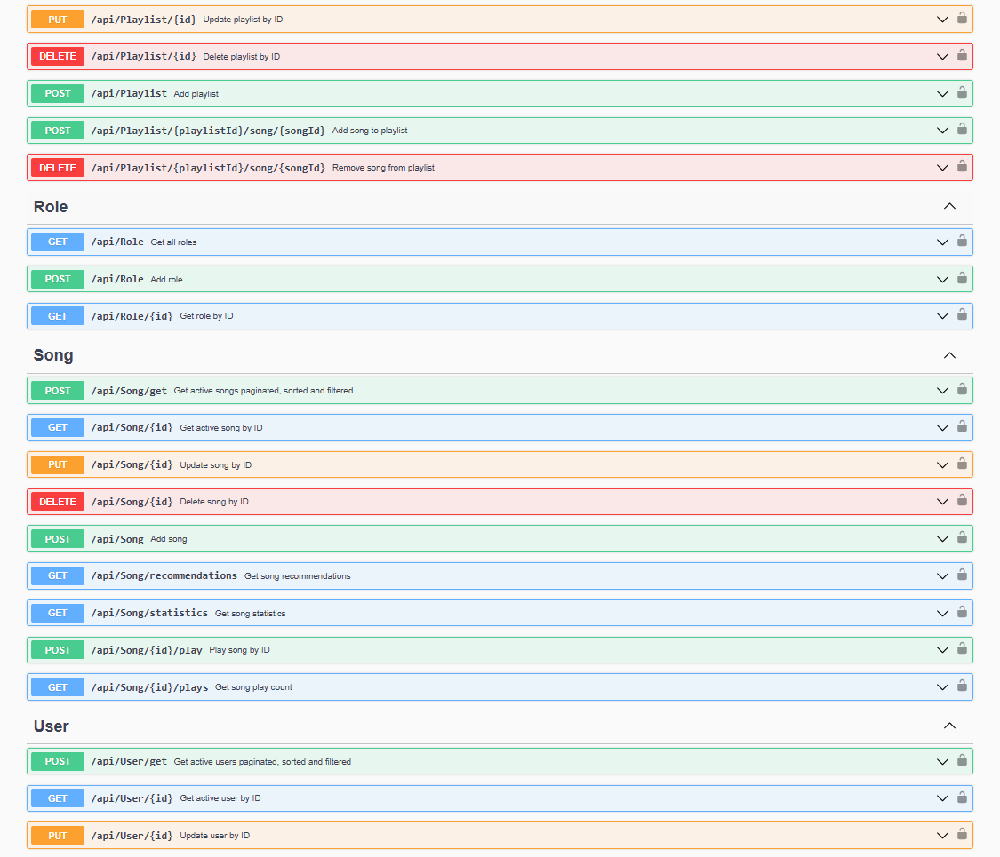 PUT /api/Playlist/{id} Update playlist by ID
DELETE /api/Playlist/{id} Delete playlist by ID
POST /api/Playlist Add playlist
POST /api/Playlist/{playlistId}/song/{songId} Add song to playlist
DELETE /api/Playlist/{playlistId}/song/{songId} Remove song from playlist
Role
GET /api/Role Get all roles
POST /api/Role Add role
GET /api/Role/{id} Get role by ID
Song
POST /api/Song/get Get active songs paginated, sorted and filtered
GET /api/Song/{id} Get active song by ID
PUT /api/Song/{id} Update song by ID
DELETE /api/Song/{id} Delete song by ID
POST /api/Song Add song
GET /api/Song/recommendations Get song recommendations
GET /api/Song/statistics Get song statistics
POST /api/Song/{id}/play Play song by ID
GET /api/Song/{id}/plays Get song play count
User
POST /api/User/get Get active users paginated, sorted and filtered
GET /api/User/{id} Get active user by ID
PUT /api/User/{id} Update user by ID